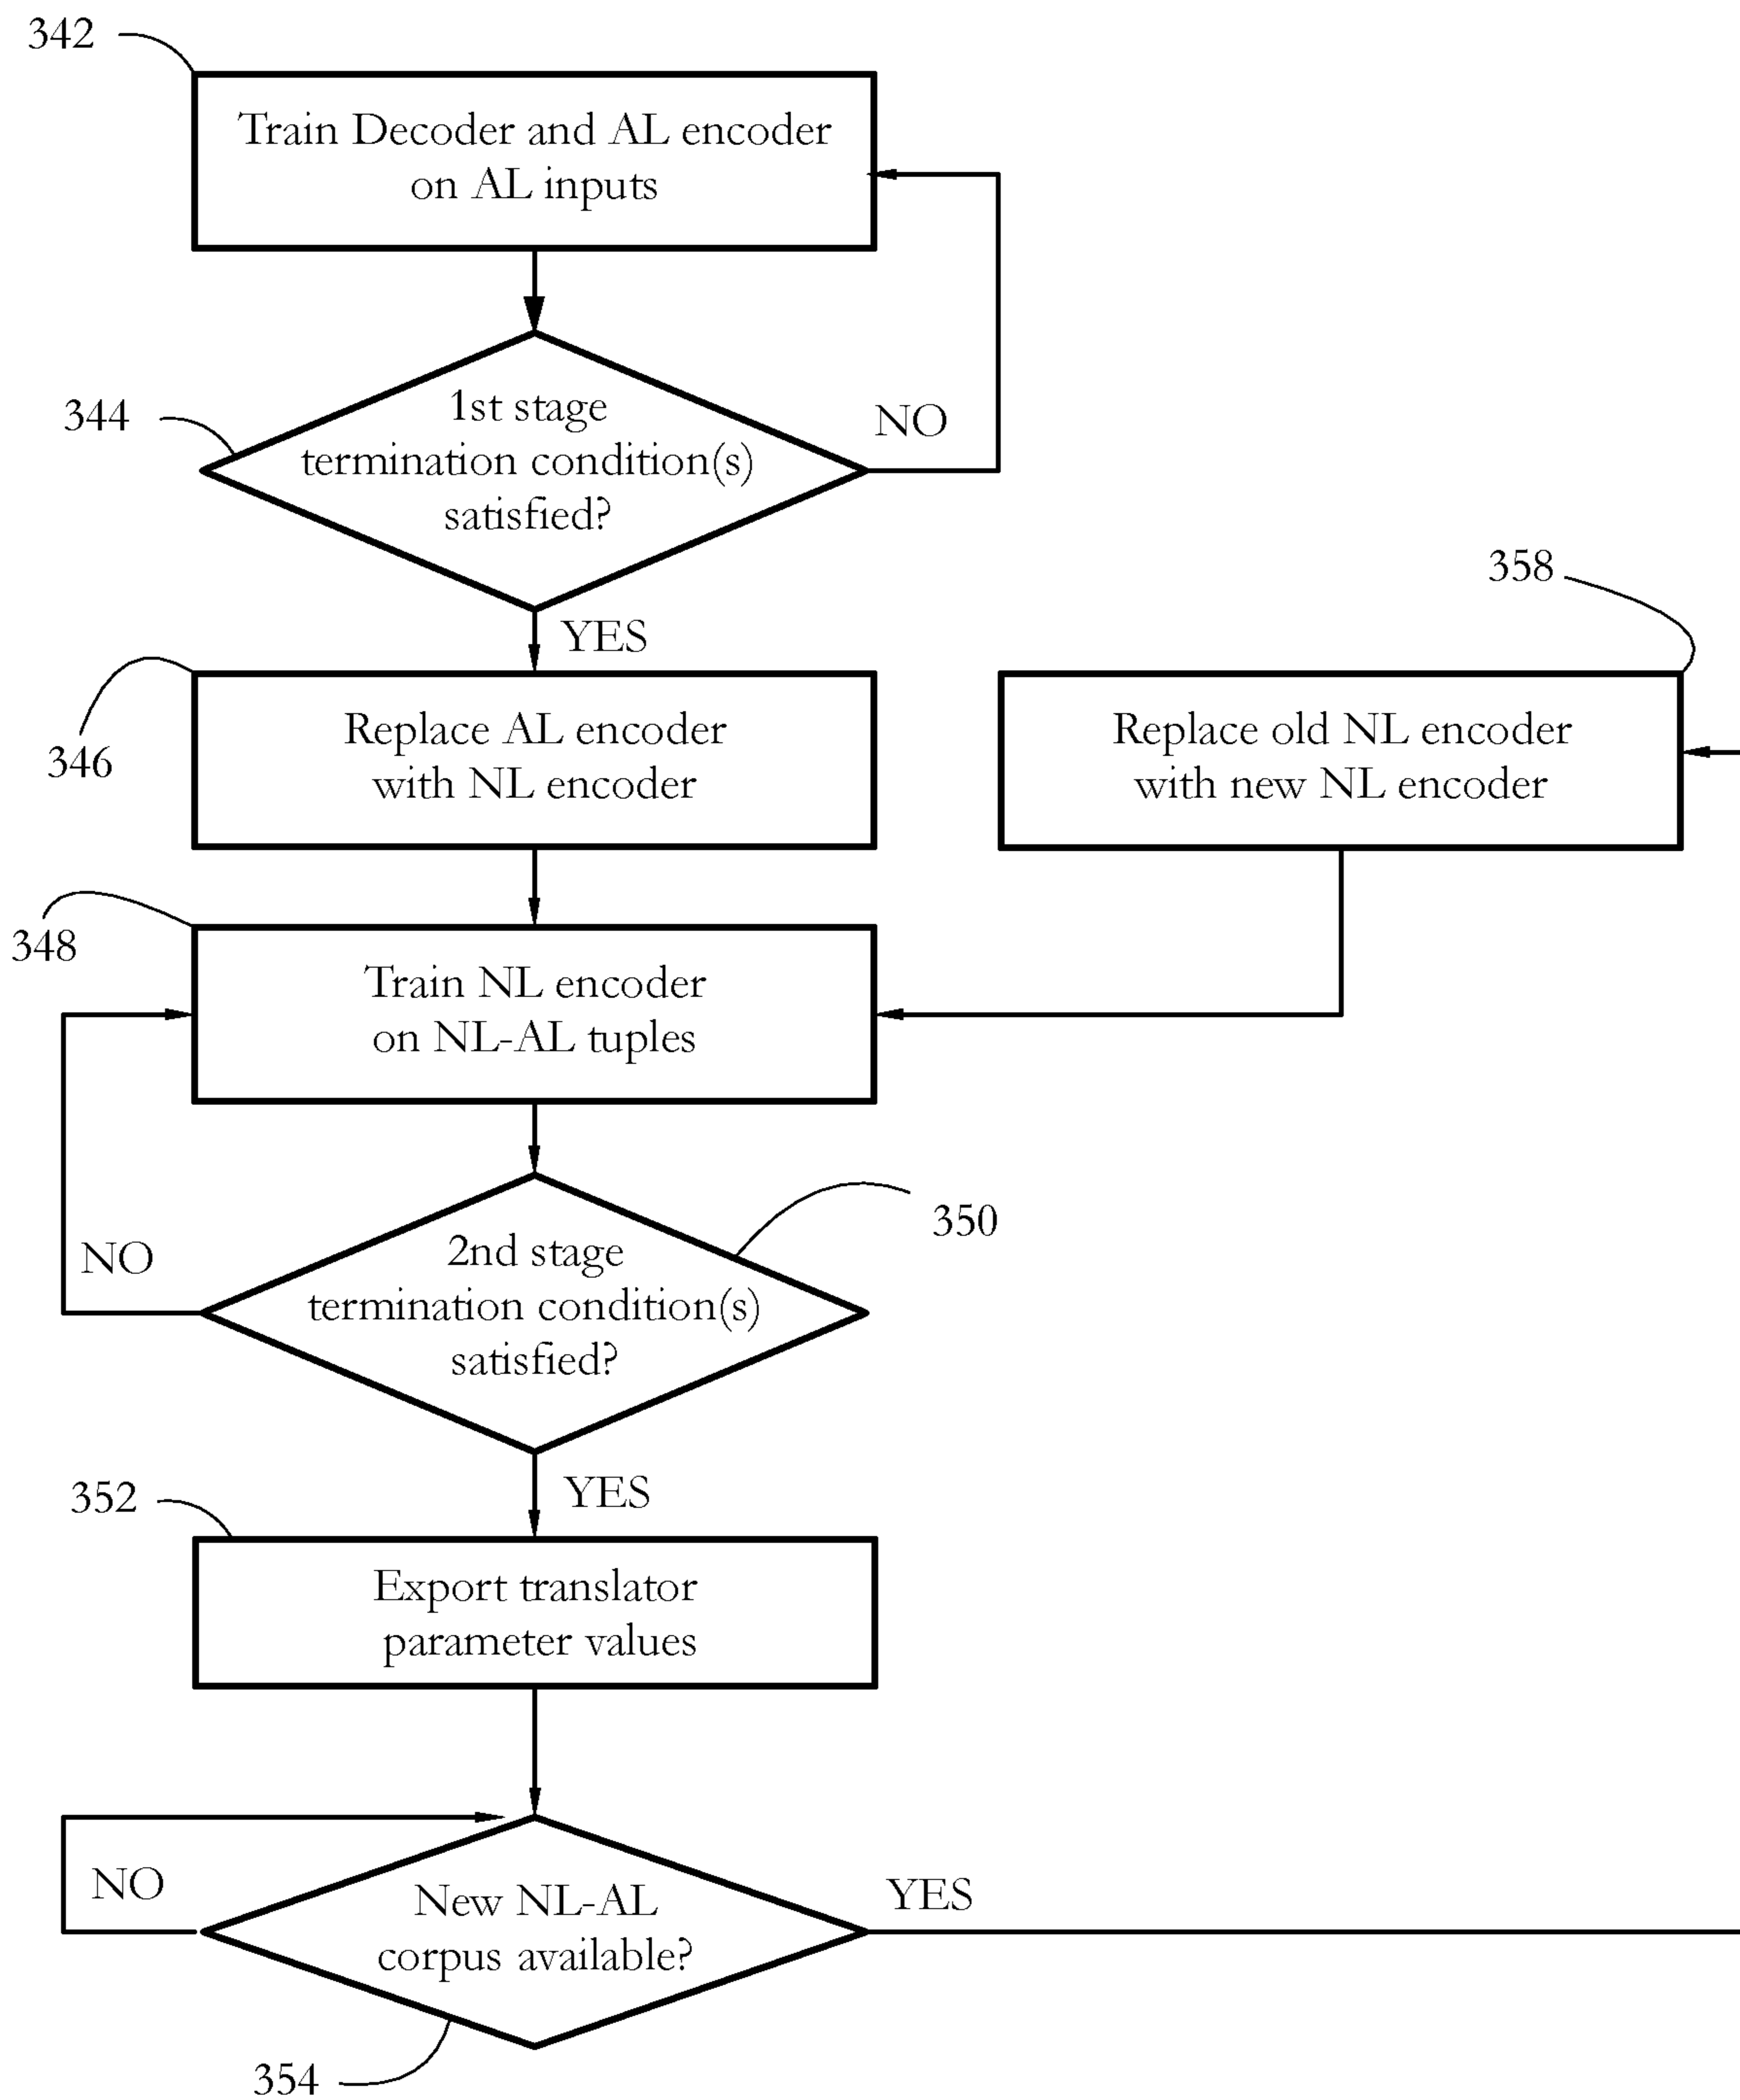 342
Train Decoder and AL encoder
on AL inputs
344
1st stage
termination condition(s)
satisfied?
NO
YES
358
346
Replace AL encoder
with NL encoder
Replace old NL encoder
with new NL encoder
348
Train NL encoder
on NL-AL tuples
350
NO
2nd stage
termination condition(s)
satisfied?
YES
352
Export translator
parameter values
NO
New NL-AL
corpus available?
YES
354